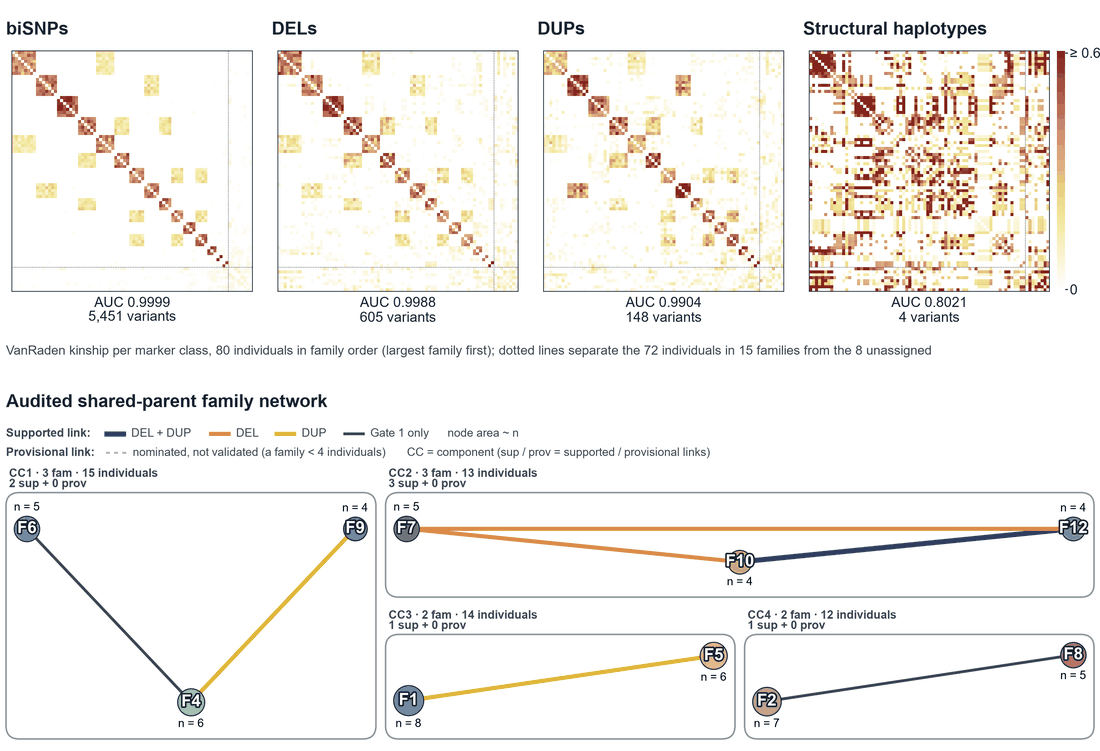 biSNPs
DELs
DUPs
Structural haplotypes
≥ 0.6
0
AUC 0.9999
5,451 variants
AUC 0.9988
605 variants
AUC 0.9904
148 variants
AUC 0.8021
4 variants
VanRaden kinship per marker class, 80 individuals in family order (largest family first); dotted lines separate the 72 individuals in 15 families from the 8 unassigned
Audited shared-parent family network
Supported link: DEL + DUP DEL DUP Gate 1 only node area ~ n
Provisional link: nominated, not validated (a family < 4 individuals) CC = component (sup / prov = supported / provisional links)
CC1 · 3 fam · 15 individuals
2 sup + 0 prov
n = 5
F6
n = 4
F9
F4
n = 6
CC2 · 3 fam · 13 individuals
3 sup + 0 prov
n = 5
F7
n = 4
F12
F10
n = 4
CC3 · 2 fam · 14 individuals
1 sup + 0 prov
F5
n = 6
F1
n = 8
CC4 · 2 fam · 12 individuals
1 sup + 0 prov
F8
n = 5
F2
n = 7